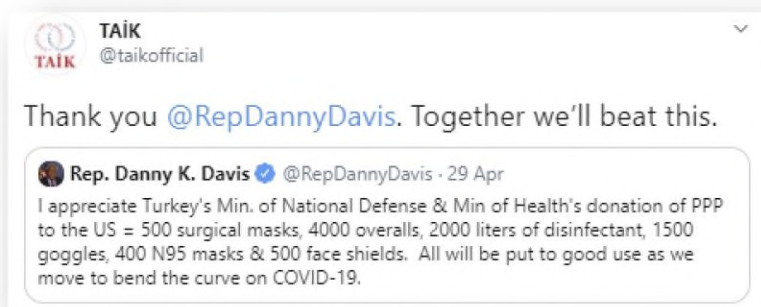 TAİK
@taikofficial
TAİK
Thank you @RepDannyDavis. Together we'll beat this.
Rep. Danny K. Davis @RepDannyDavis · 29 Apr
I appreciate Turkey's Min. of National Defense & Min of Health's donation of PPP
to the US = 500 surgical masks, 4000 overalls, 2000 liters of disinfectant, 1500
goggles, 400 N95 masks & 500 face shields.  All will be put to good use as we
move to bend the curve on COVID-19.